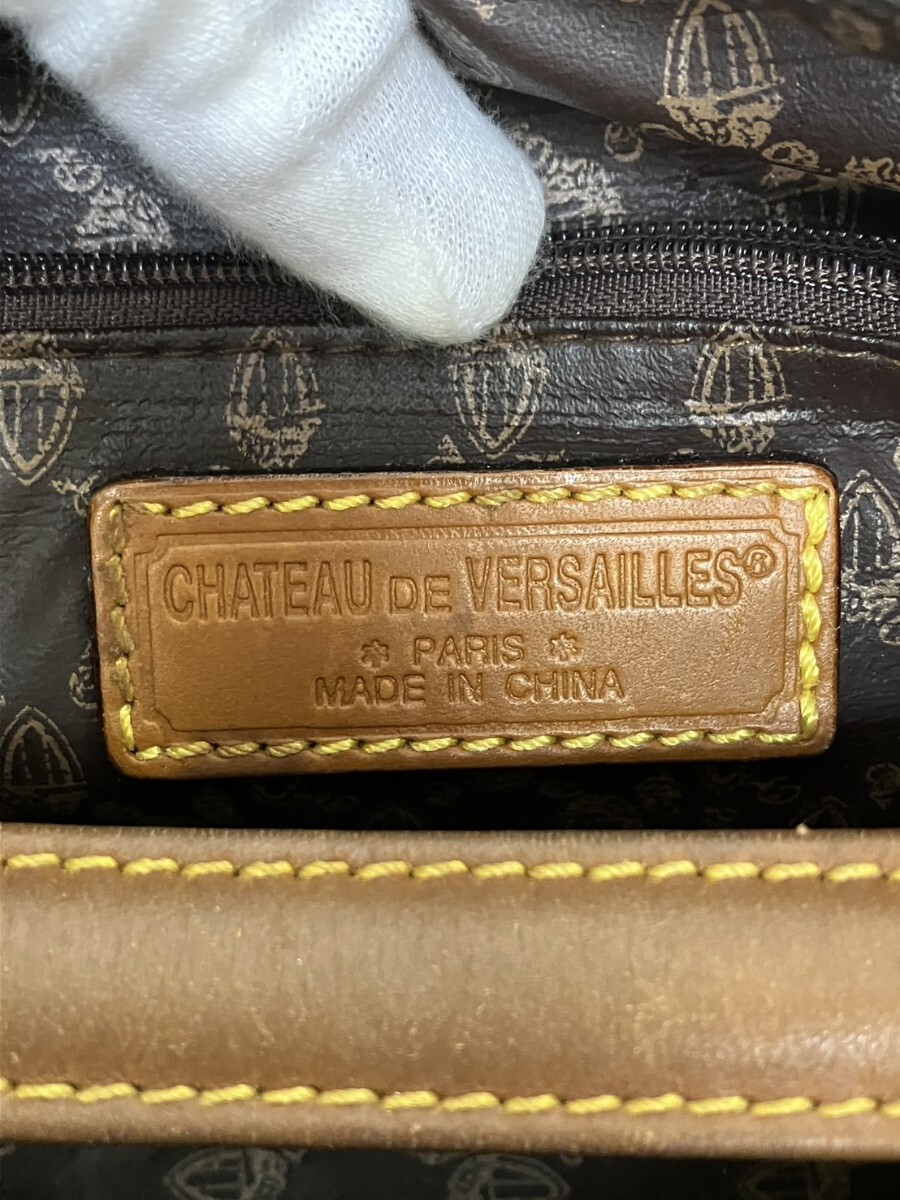 CHATEAU DE VERSAILLES®
* PARIS *
MADE IN CHINA